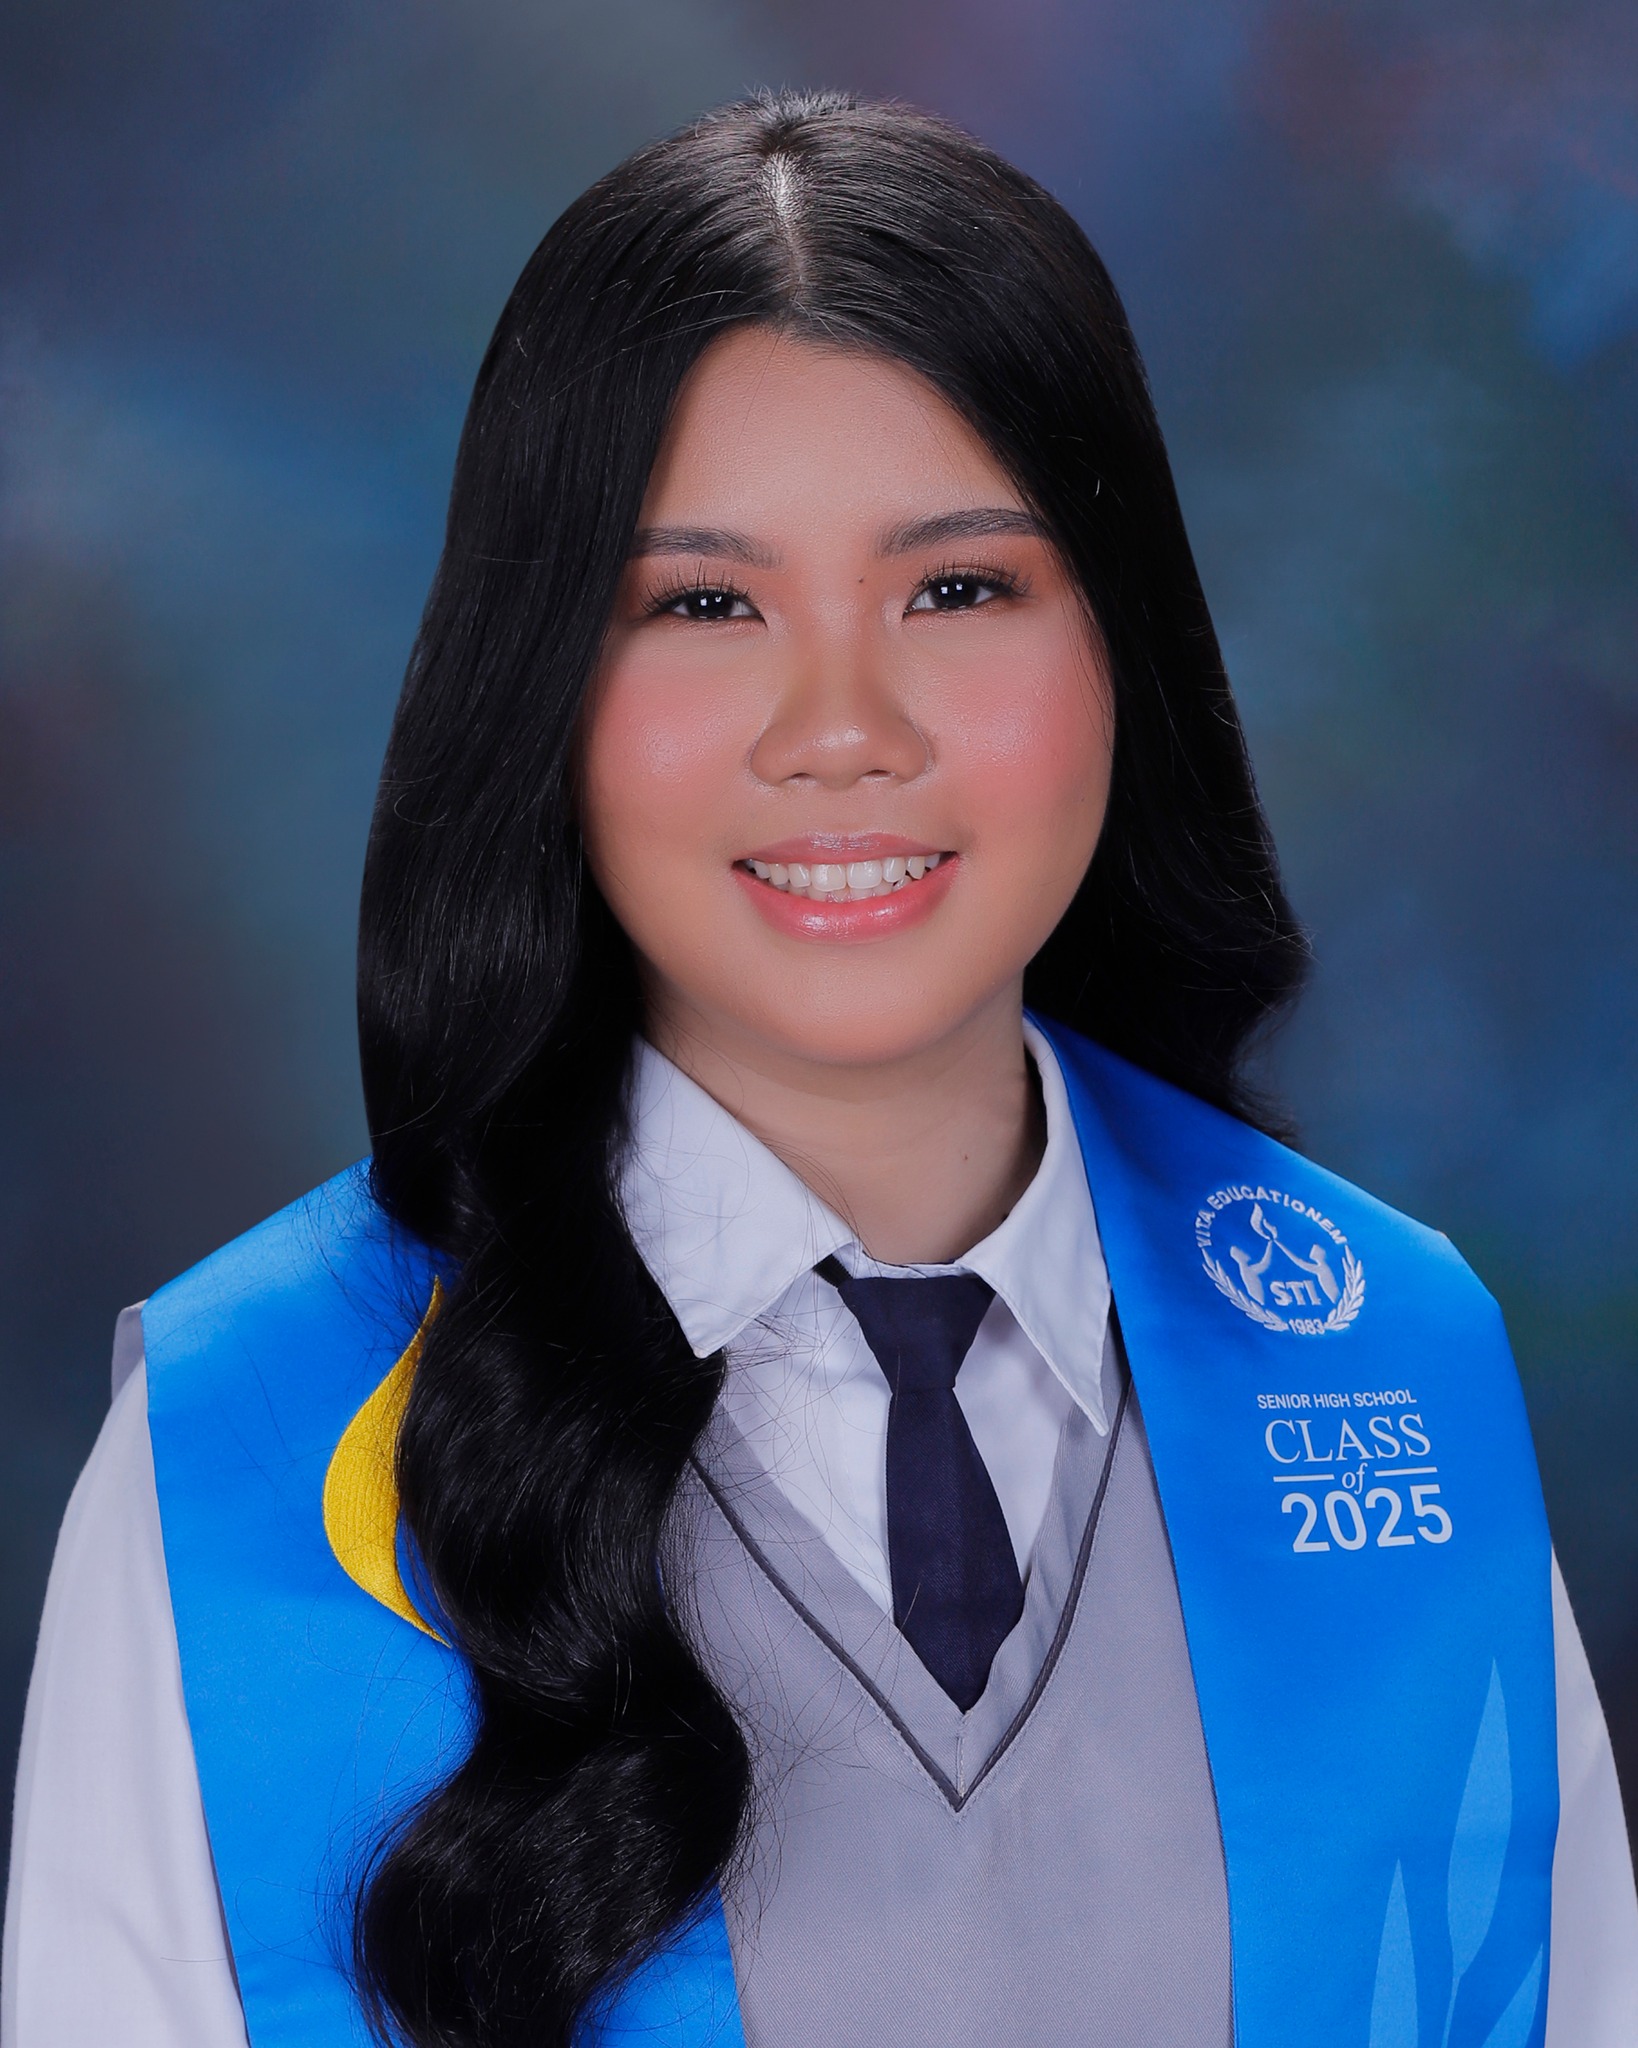 VITA EDUCATIONEM
STI
1983
SENIOR HIGH SCHOOL
CLASS
of
2025